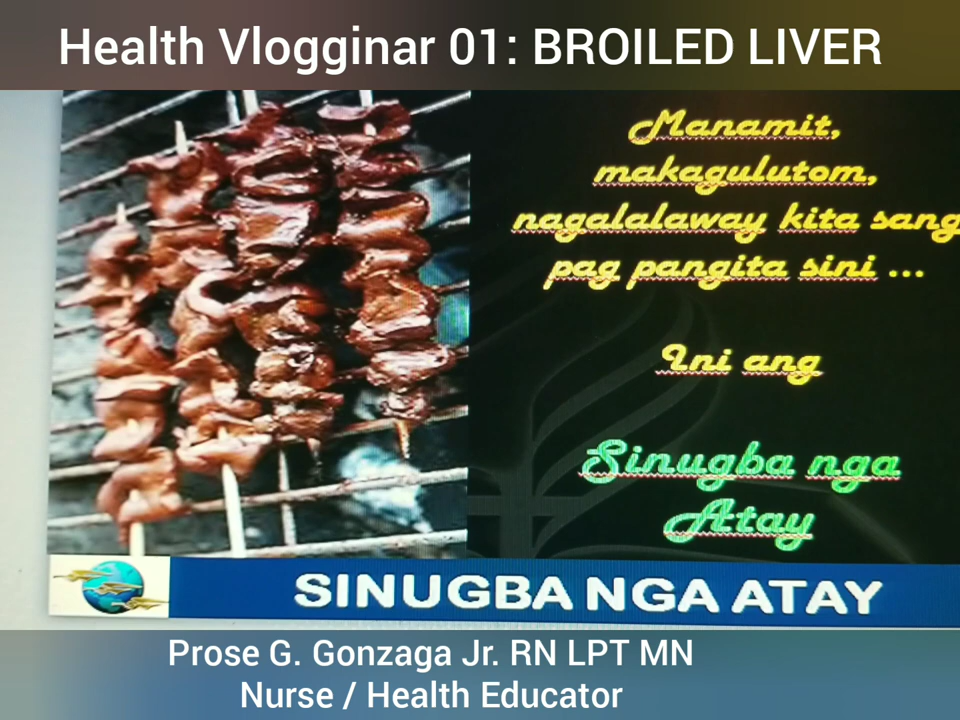 Health Vlogginar 01: BROILED LIVER
Manamit,
makagulutom,
nagalalaway kita sang
pag pangita sini ...
Ini ang
Sinugba nga
Atay
SINUGBA NGA ATAY
Prose G. Gonzaga Jr. RN LPT MN
Nurse / Health Educator